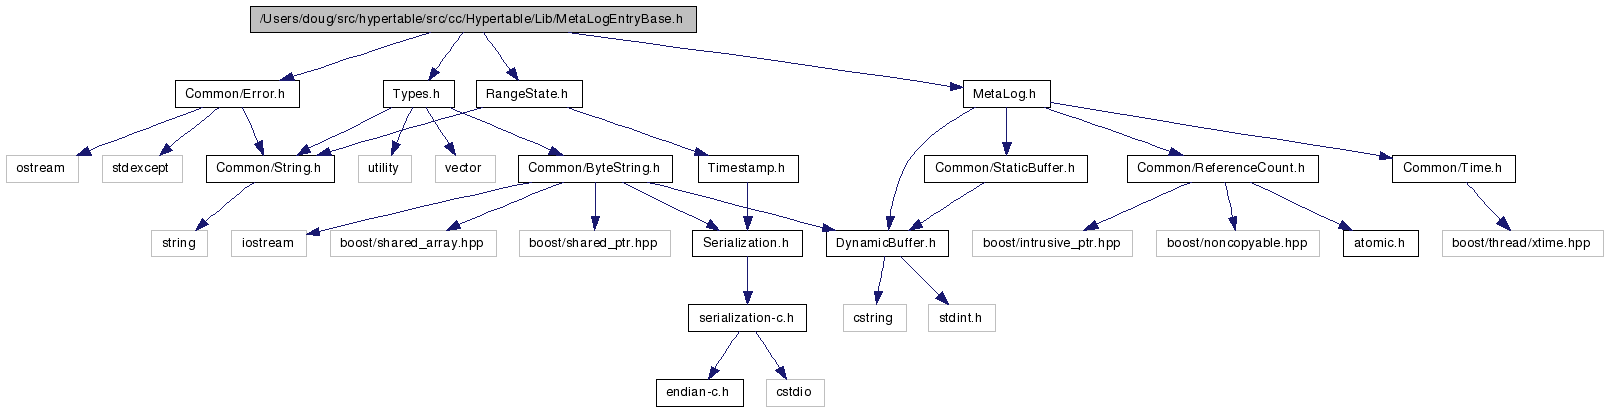 /Users/doug/src/hypertable/src/cc/Hypertable/Lib/MetaLogEntryBase.h
Common/Error.h
Types.h
RangeState.h
MetaLog.h
ostream
stdexcept
Common/String.h
utility
vector
Common/ByteString.h
Timestamp.h
Common/StaticBuffer.h
Common/ReferenceCount.h
Common/Time.h
string
iostream
boost/shared_array.hpp
boost/shared_ptr.hpp
Serialization.h
DynamicBuffer.h
boost/intrusive_ptr.hpp
boost/noncopyable.hpp
atomic.h
boost/thread/xtime.hpp
serialization-c.h
cstring
stdint.h
endian-c.h
cstdio